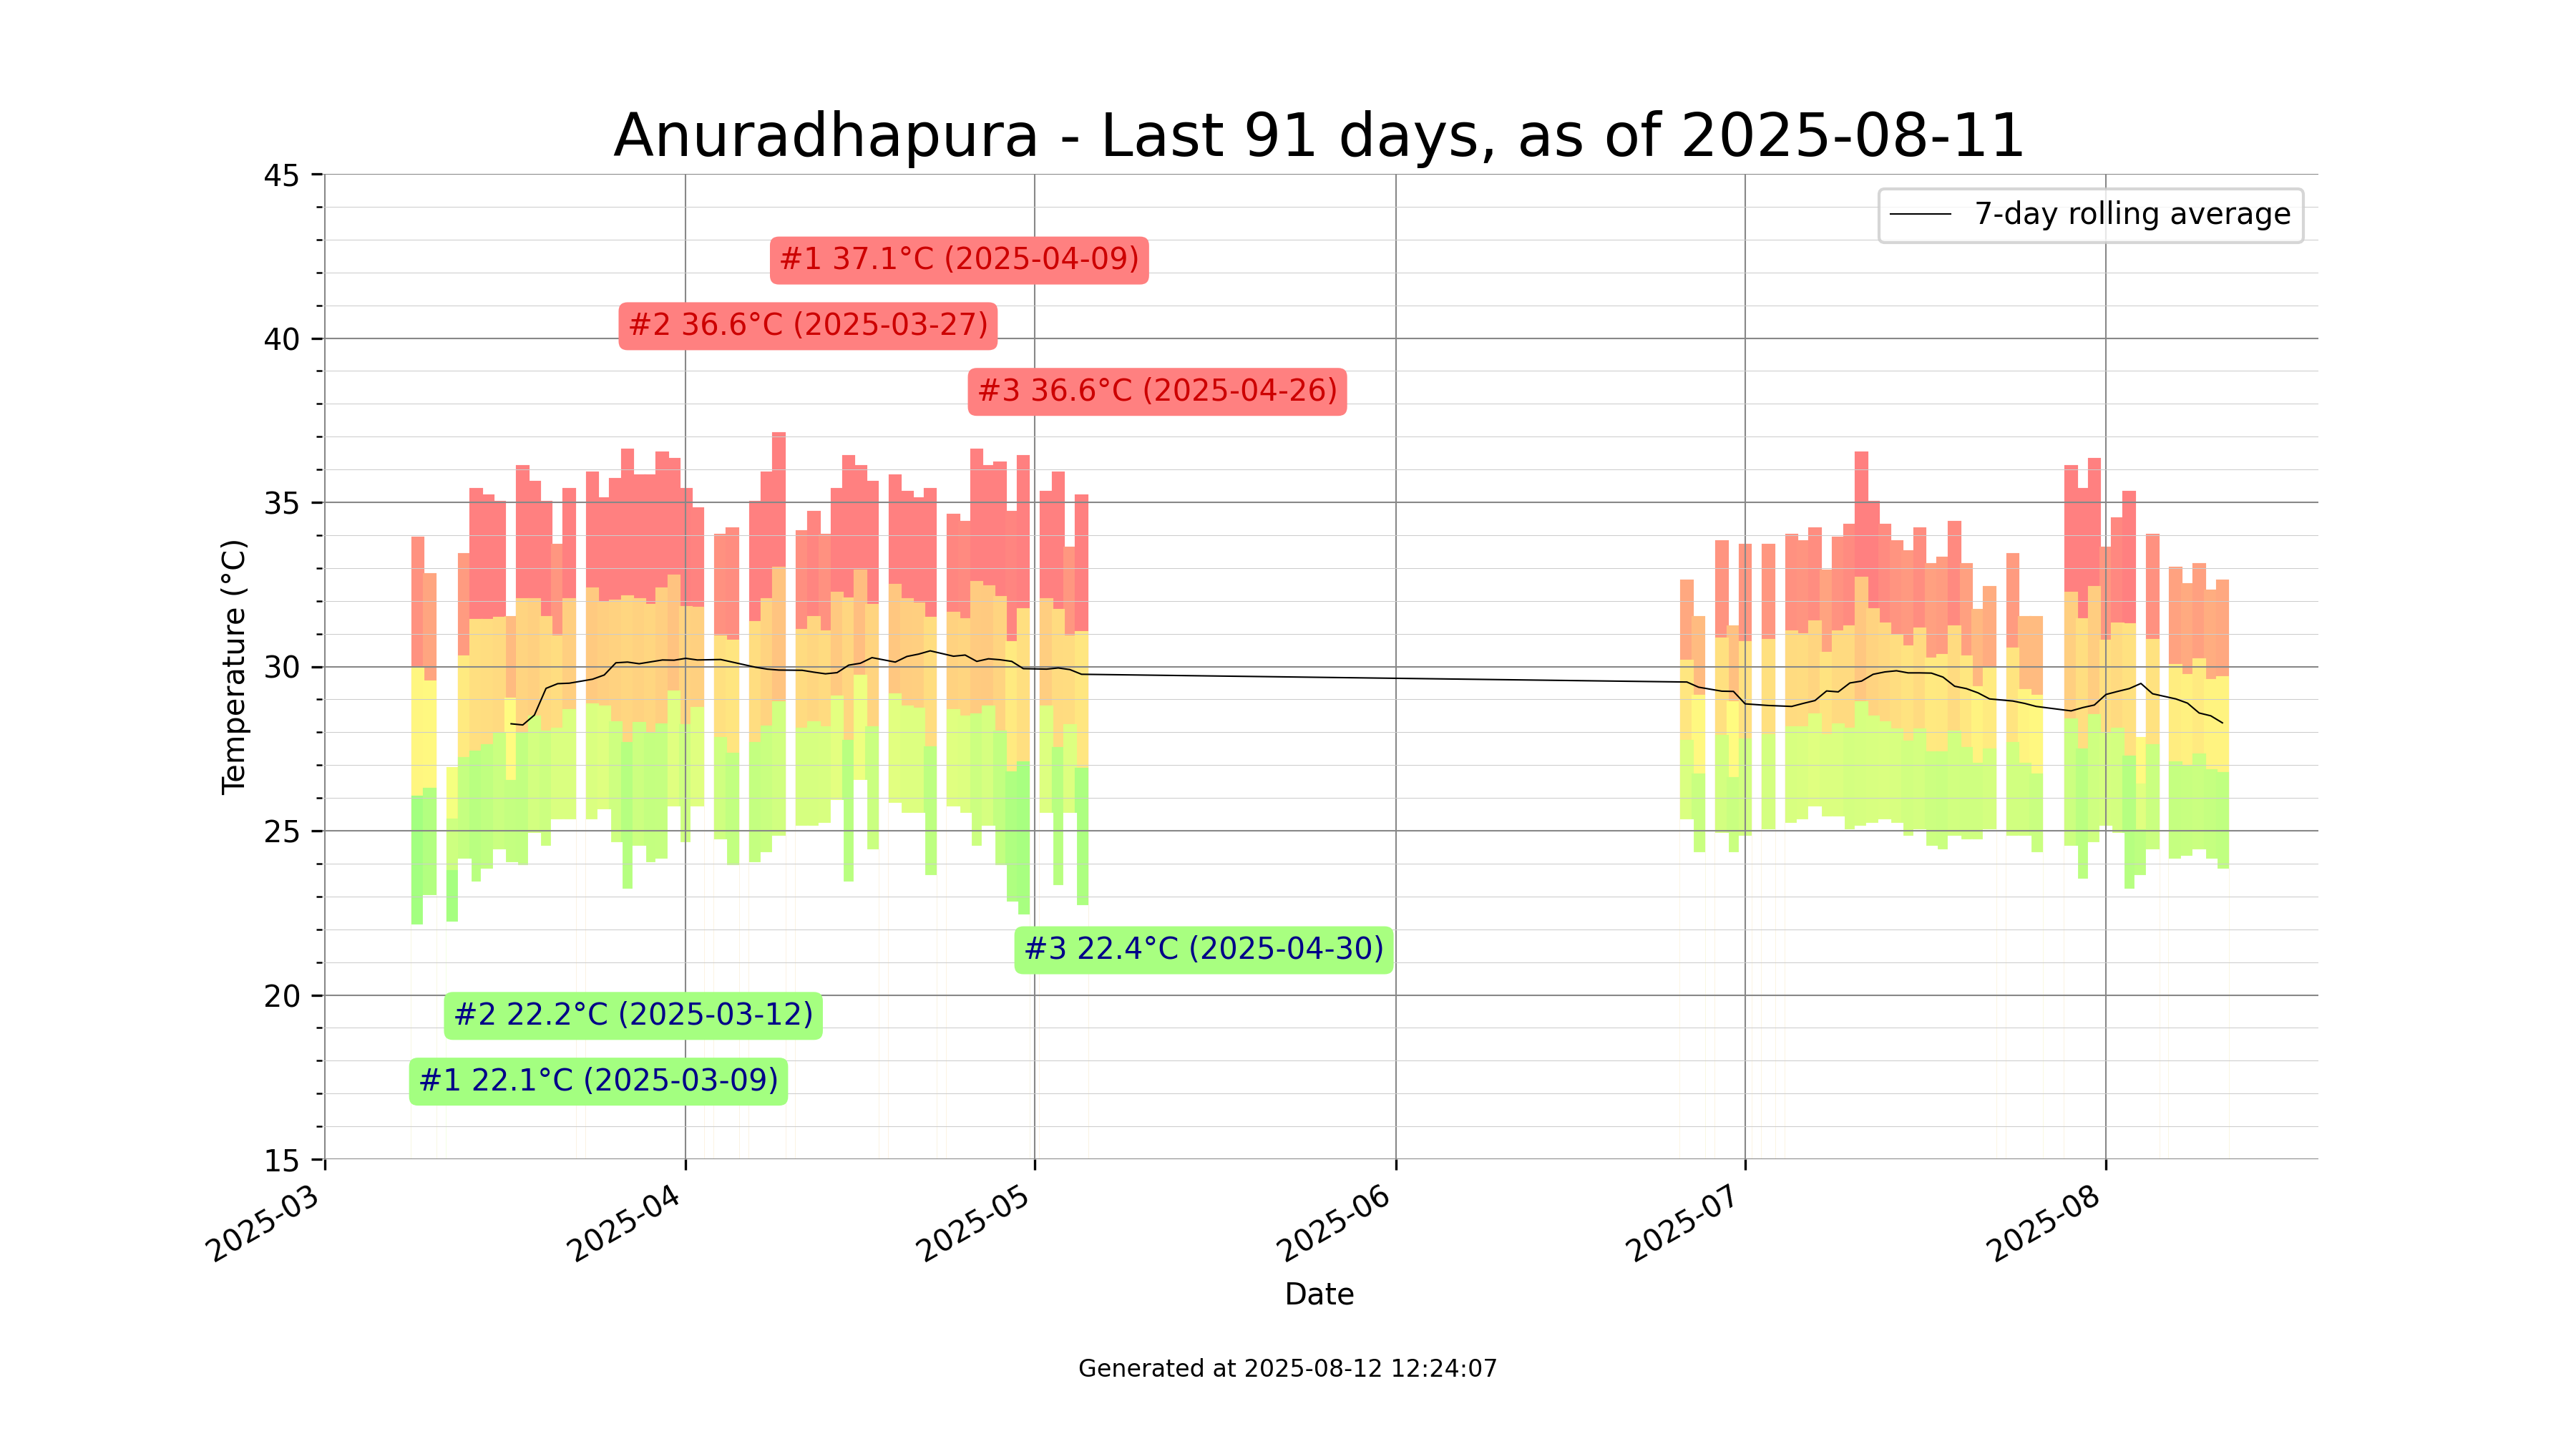 Anuradhapura - Last 91 days, as of 2025-08-11
7-day rolling average
45
40
35
30
25
20
15
Temperature (°C)
#1 37.1°C (2025-04-09)
#2 36.6°C (2025-03-27)
#3 36.6°C (2025-04-26)
#3 22.4°C (2025-04-30)
#2 22.2°C (2025-03-12)
#1 22.1°C (2025-03-09)
2025-03
2025-04
2025-05
2025-06
2025-07
2025-08
Date
Generated at 2025-08-12 12:24:07